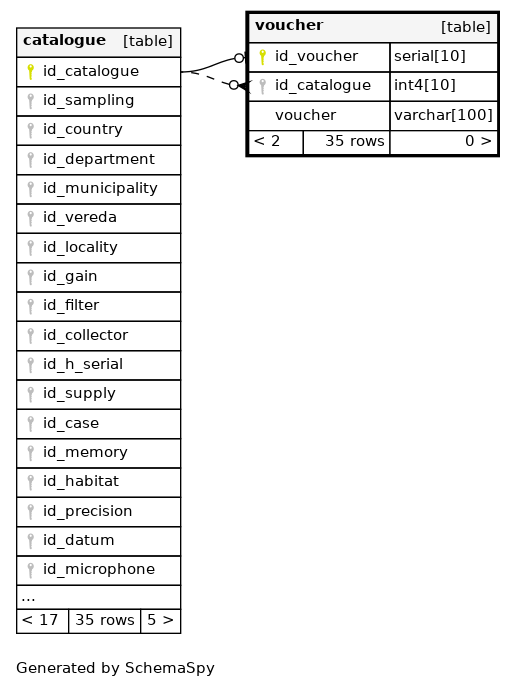 catalogue [table]
id_catalogue
id_sampling
id_country
id_department
id_municipality
id_vereda
id_locality
id_gain
id_filter
id_collector
id_h_serial
id_supply
id_case
id_memory
id_habitat
id_precision
id_datum
id_microphone
...
< 17 35 rows 5 >
voucher [table]
id_voucher serial[10]
id_catalogue int4[10]
voucher varchar[100]
< 2 35 rows 0 >
Generated by SchemaSpy